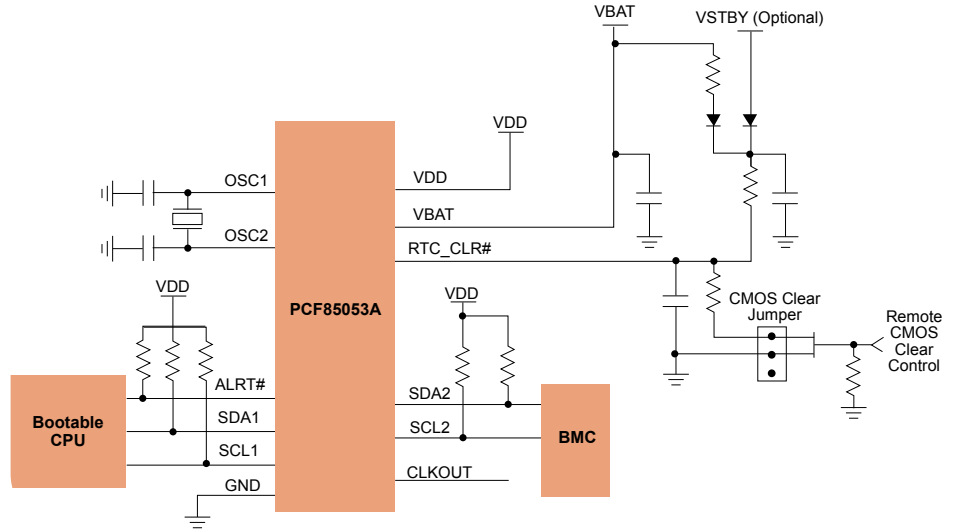 VBAT
VSTBY (Optional)
VDD
OSC1
VDD
VBAT
OSC2
RTC_CLR#
VDD
VDD
PCF85053A
CMOS Clear
Jumper
Remote
CMOS
Clear
Control
ALRT#
SDA2
Bootable
CPU
SDA1
SCL2
BMC
SCL1
CLKOUT
GND